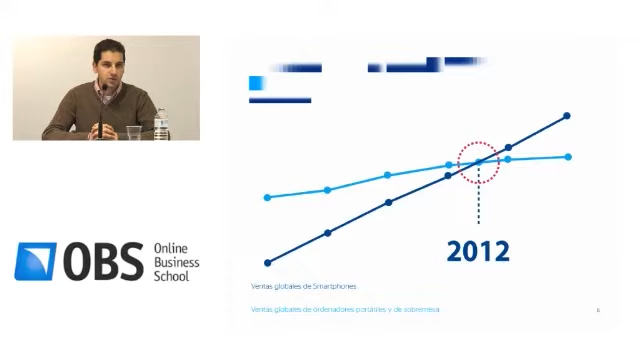 2012
OBS
Online
Business
School
Ventas globales de Smartphones
Ventas globales de ordenadores portátiles y de sobremesa